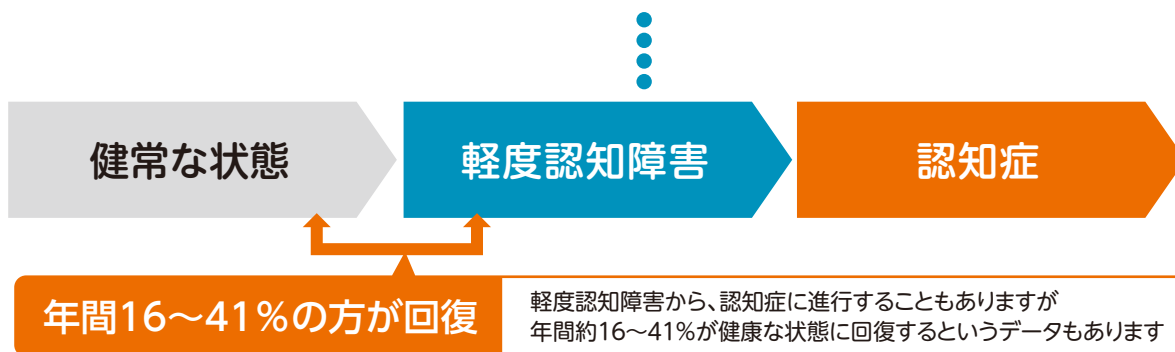 健常な状態
軽度認知障害
認知症
年間16〜41%の方が回復
軽度認知障害から、認知症に進行することもありますが
年間約16〜41%が健康な状態に回復するというデータもあります